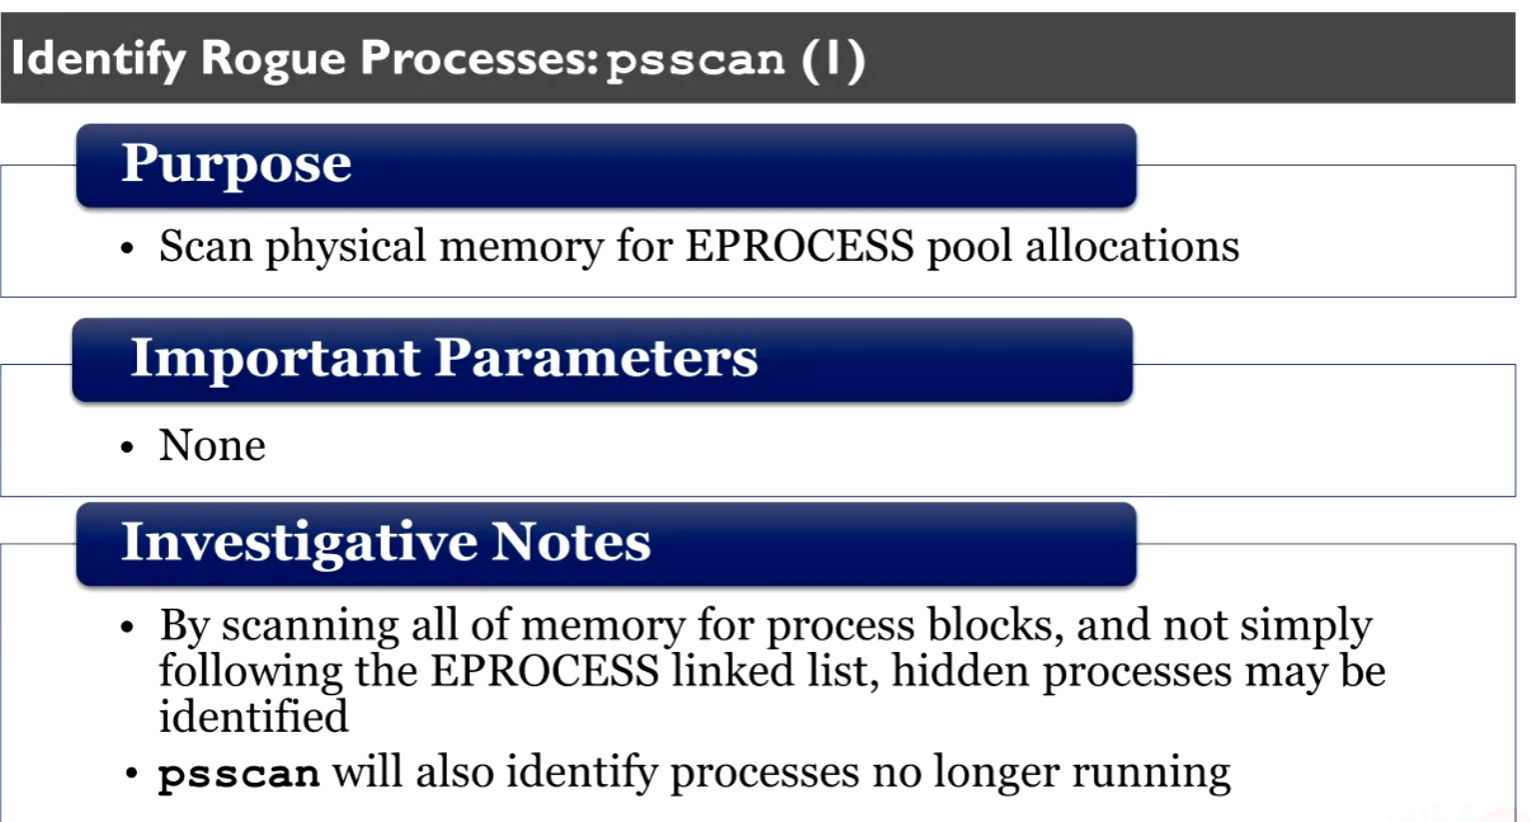 Identify Rogue Processes: psscan (1)
Purpose
• Scan physical memory for EPROCESS pool allocations
Important Parameters
• None
Investigative Notes
• By scanning all of memory for process blocks, and not simply
following the EPROCESS linked list, hidden processes may be
identified
• psscan will also identify processes no longer running